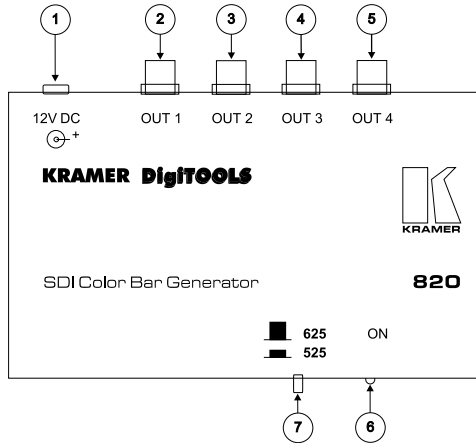 1 2 3 4 5
12V DC OUT 1 OUT 2 OUT 3 OUT 4
+
KRAMER DigiTOOLS
K
KRAMER
SDI Color Bar Generator 820
625 ON
525
7 6